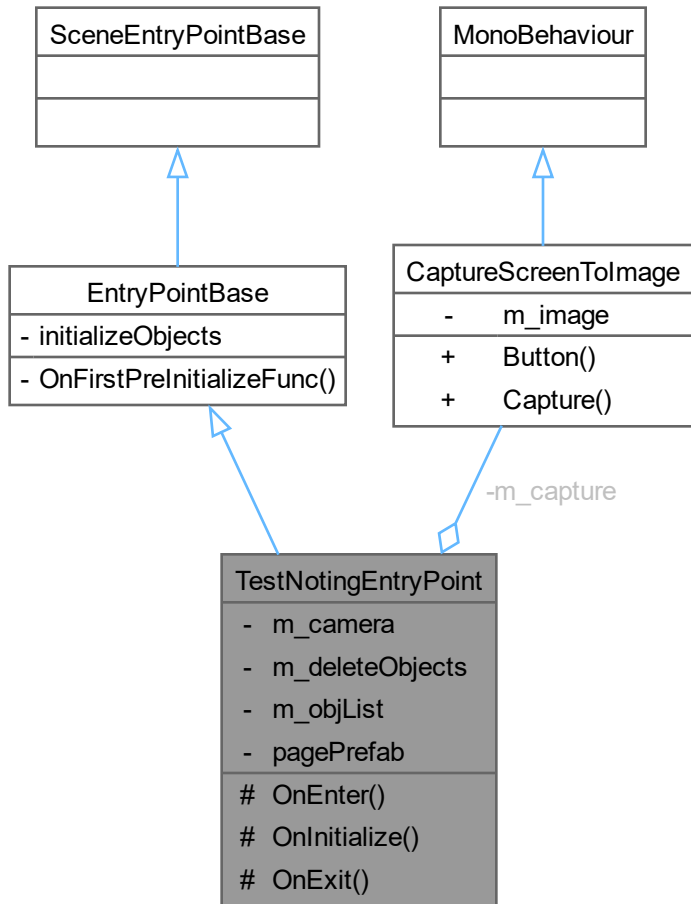 SceneEntryPointBase
MonoBehaviour
EntryPointBase
- initializeObjects
- OnFirstPreInitializeFunc()
CaptureScreenToImage
- m_image
+ Button()
+ Capture()
-m_capture
TestNotingEntryPoint
- m_camera
- m_deleteObjects
- m_objList
- pagePrefab
# OnEnter()
# OnInitialize()
# OnExit()